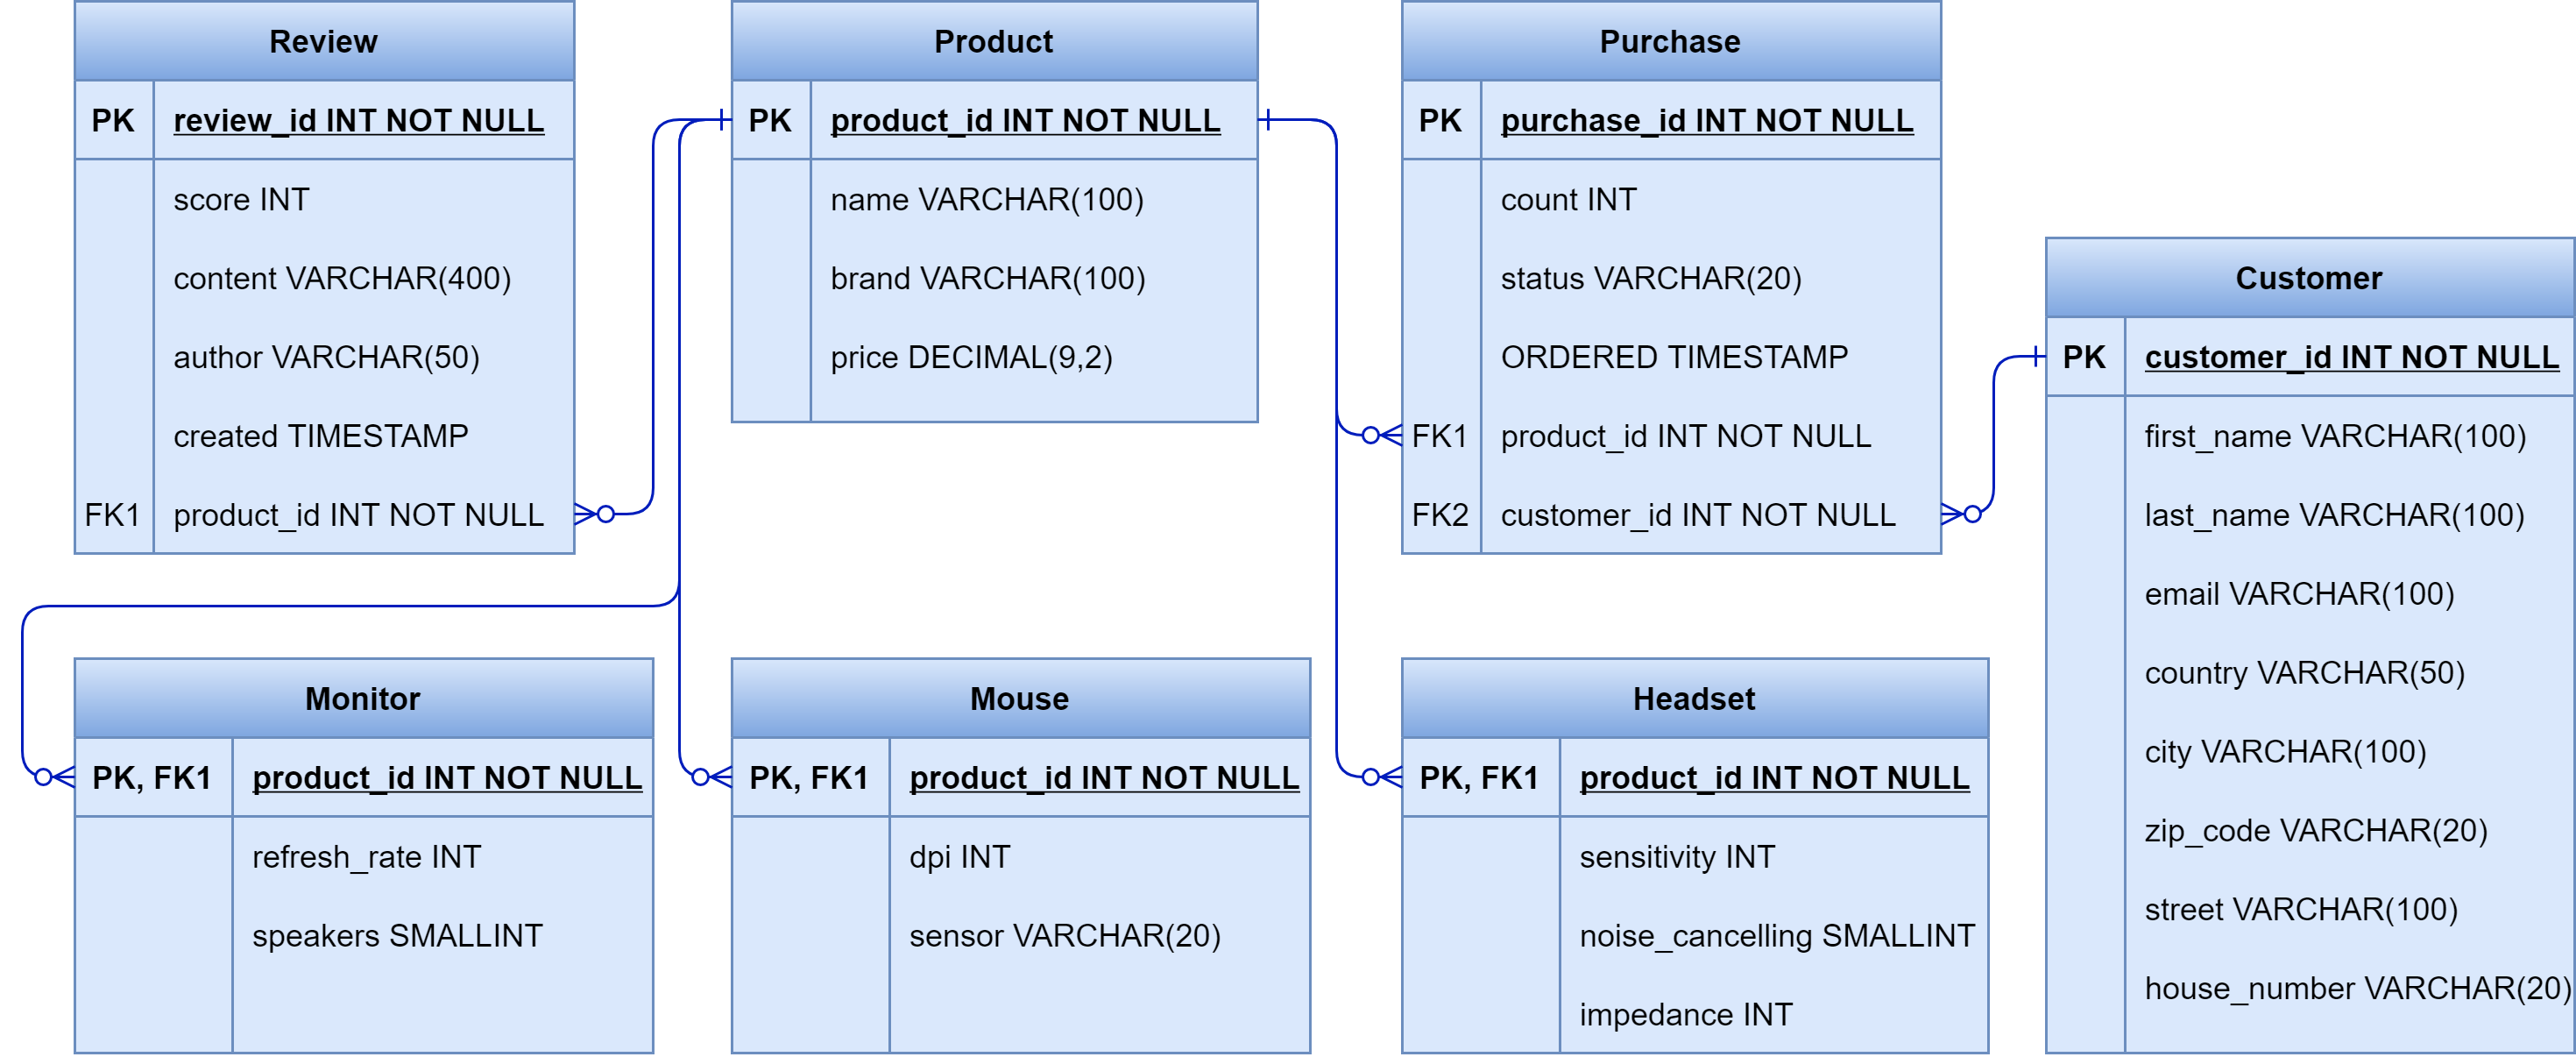 Review
PK review_id INT NOT NULL
score INT
content VARCHAR(400)
author VARCHAR(50)
created TIMESTAMP
FK1 product_id INT NOT NULL
Product
PK product_id INT NOT NULL
name VARCHAR(100)
brand VARCHAR(100)
price DECIMAL(9,2)
Purchase
PK purchase_id INT NOT NULL
count INT
status VARCHAR(20)
ORDERED TIMESTAMP
FK1 product_id INT NOT NULL
FK2 customer_id INT NOT NULL
Customer
PK customer_id INT NOT NULL
first_name VARCHAR(100)
last_name VARCHAR(100)
email VARCHAR(100)
country VARCHAR(50)
city VARCHAR(100)
zip_code VARCHAR(20)
street VARCHAR(100)
house_number VARCHAR(20)
Monitor
PK, FK1 product_id INT NOT NULL
refresh_rate INT
speakers SMALLINT
Mouse
PK, FK1 product_id INT NOT NULL
dpi INT
sensor VARCHAR(20)
Headset
PK, FK1 product_id INT NOT NULL
sensitivity INT
noise_cancelling SMALLINT
impedance INT